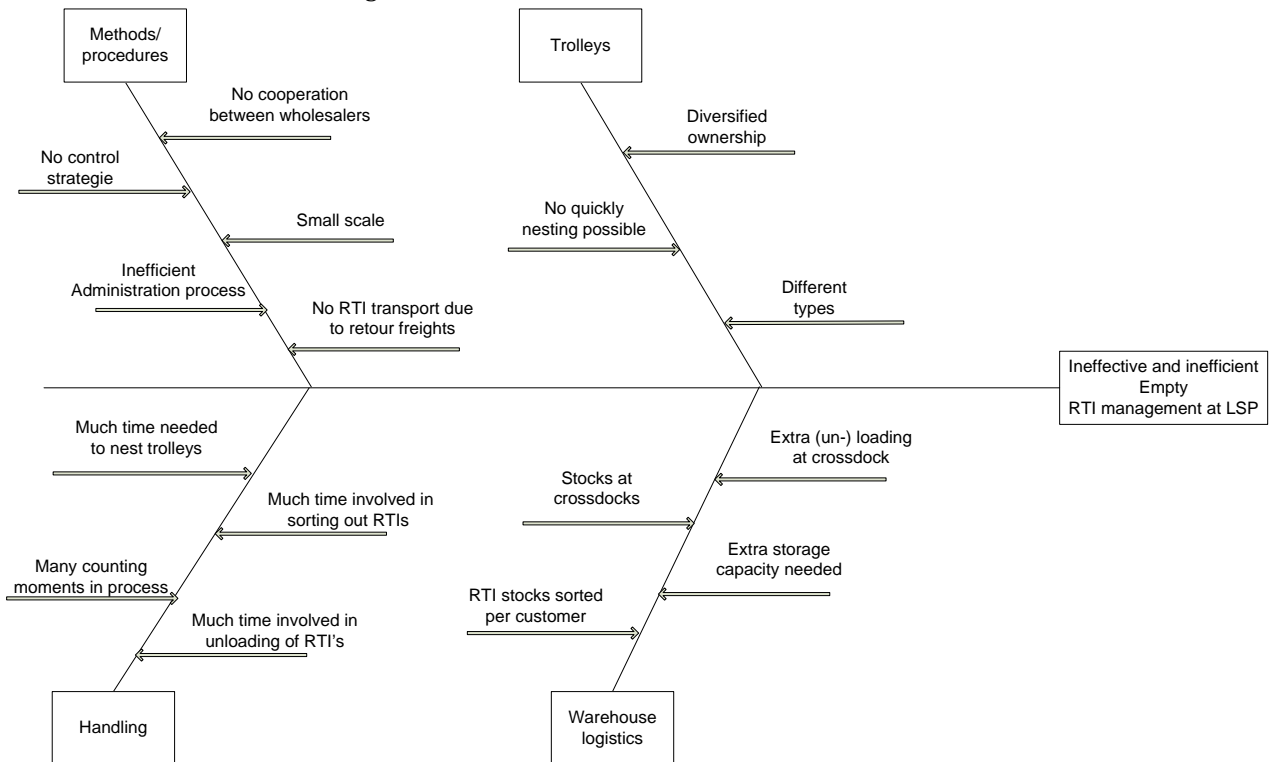 Methods/
procedures
Trolleys
No cooperation
between wholesalers
Diversified
ownership
No control
strategie
No quickly
nesting possible
Small scale
Inefficient
Administration process
Different
types
No RTI transport due
to retour freights
Ineffective and inefficient
Empty
RTI management at LSP
Much time needed
to nest trolleys
Extra (un-) loading
at crossdock
Stocks at
crossdocks
Much time involved in
sorting out RTIs
Many counting
moments in process
Extra storage
capacity needed
RTI stocks sorted
per customer
Much time involved in
unloading of RTI's
Handling
Warehouse
logistics